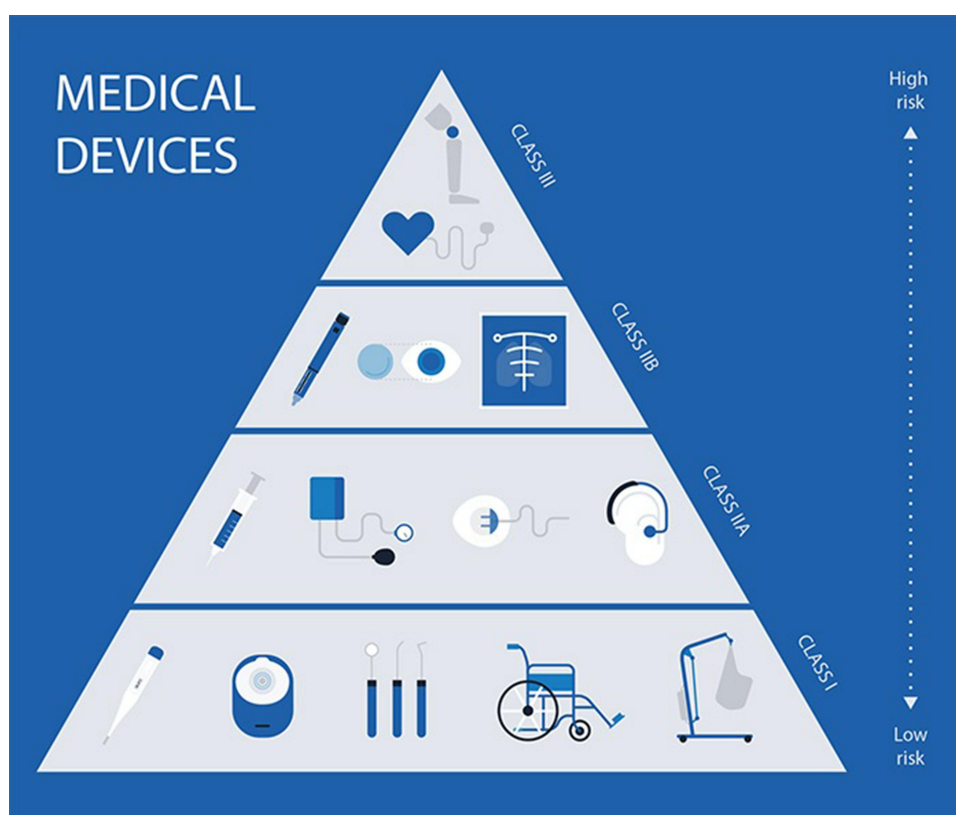 MEDICAL
DEVICES
High
risk
CLASS III
CLASS IIB
CLASS IIA
CLASS I
Low
risk